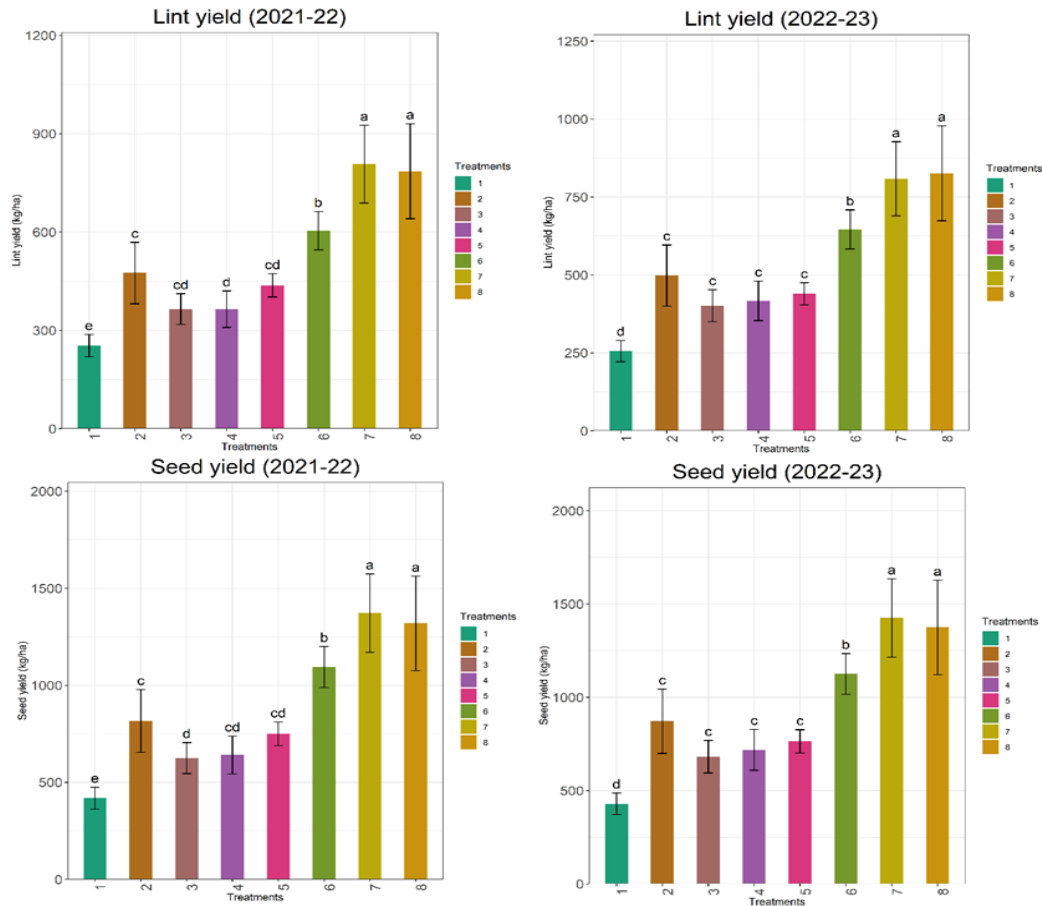 Lint yield (2021-22)
1200
900
600
300
0
Lint yield (kg/ha)
e
c
cd
d
cd
b
a
a
1
2
3
4
5
6
7
8
Treatments
Treatments
1
2
3
4
5
6
7
8
Lint yield (2022-23)
1250
1000
750
500
250
0
Lint yield (kg/ha)
d
c
c
c
c
b
a
a
1
2
3
4
5
6
7
8
Treatments
Treatments
1
2
3
4
5
6
7
8
Seed yield (2021-22)
2000
1500
1000
500
0
Seed yield (kg/ha)
e
c
d
cd
cd
b
a
a
1
2
3
4
5
6
7
8
Treatments
Treatments
1
2
3
4
5
6
7
8
Seed yield (2022-23)
2000
1500
1000
500
0
Seed yield (kg/ha)
d
c
c
c
c
b
a
a
1
2
3
4
5
6
7
8
Treatments
Treatments
1
2
3
4
5
6
7
8